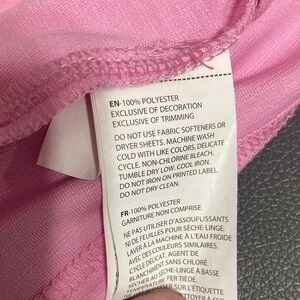 EN-100% POLYESTER
EXCLUSIVE OF DECORATION
EXCLUSIVE OF TRIMMING
DO NOT USE FABRIC SOFTENERS OR
DRYER SHEETS. MACHINE WASH
COLD WITH LIKE COLORS. DELICATE
CYCLE. NON-CHLORINE BLEACH.
TUMBLE DRY LOW. COOL IRON.
DO NOT IRON ON PRINTED LABEL.
DO NOT DRY CLEAN.
FR-100% POLYESTER
GARNITURE NON COMPRISE
NE PAS UTILISER D'ASSOUPLISSANTS
NI DE FEUILLES POUR SÈCHE-LINGE.
LAVER À LA MACHINE À L'EAU FROIDE
AVEC COULEURS SIMILAIRES.
CYCLE DÉLICAT. AGENT DE
BLANCHIMENT SANS CHLORE.
SÉCHER AU SÈCHE-LINGE À BASSE
TEMPÉRATURE. FER TIÈDE.
SUR L'ÉTIQUETTE